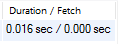 Duration / Fetch
0.016 sec / 0.000 sec